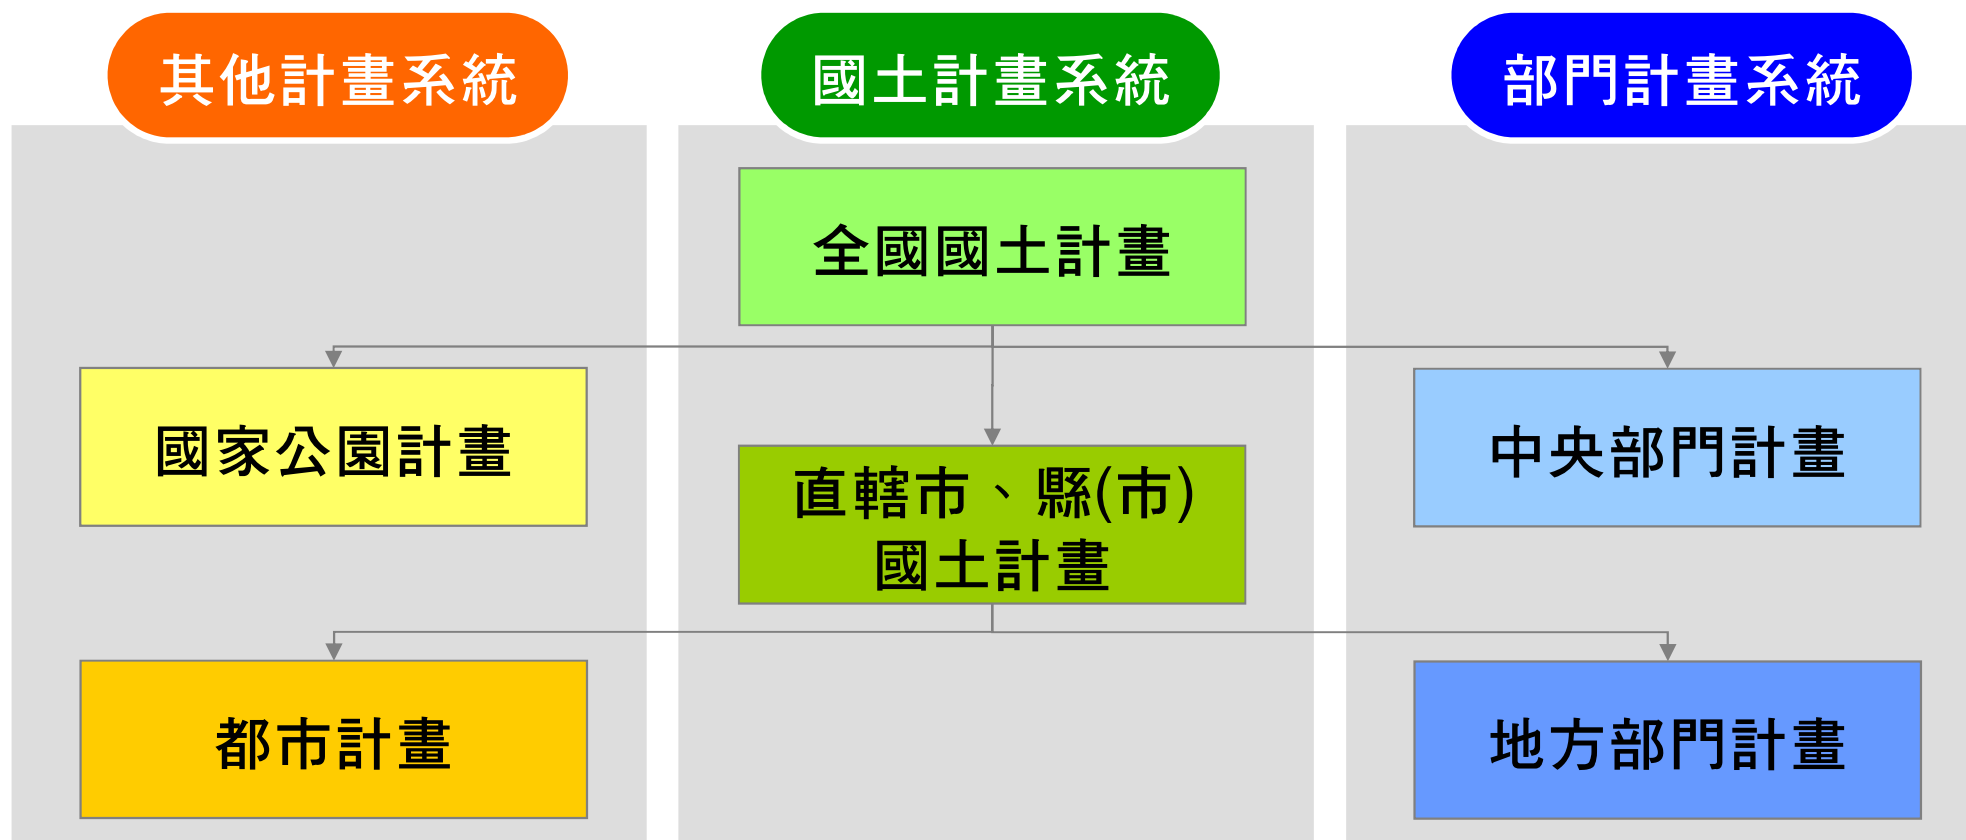 其他計畫系統
國土計畫系統
部門計畫系統
全國國土計畫
國家公園計畫
直轄市、縣(市)
國土計畫
中央部門計畫
都市計畫
地方部門計畫